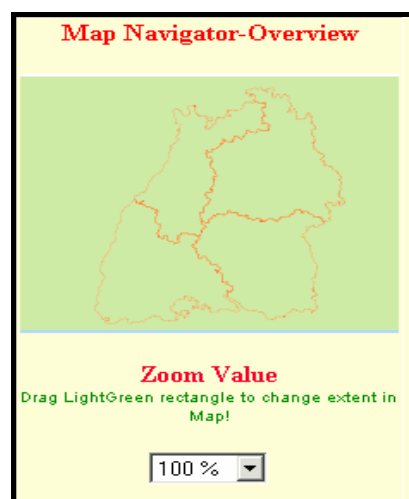 Map Navigator-Overview
Zoom Value
Drag LightGreen rectangle to change extent in
Map!
100 %